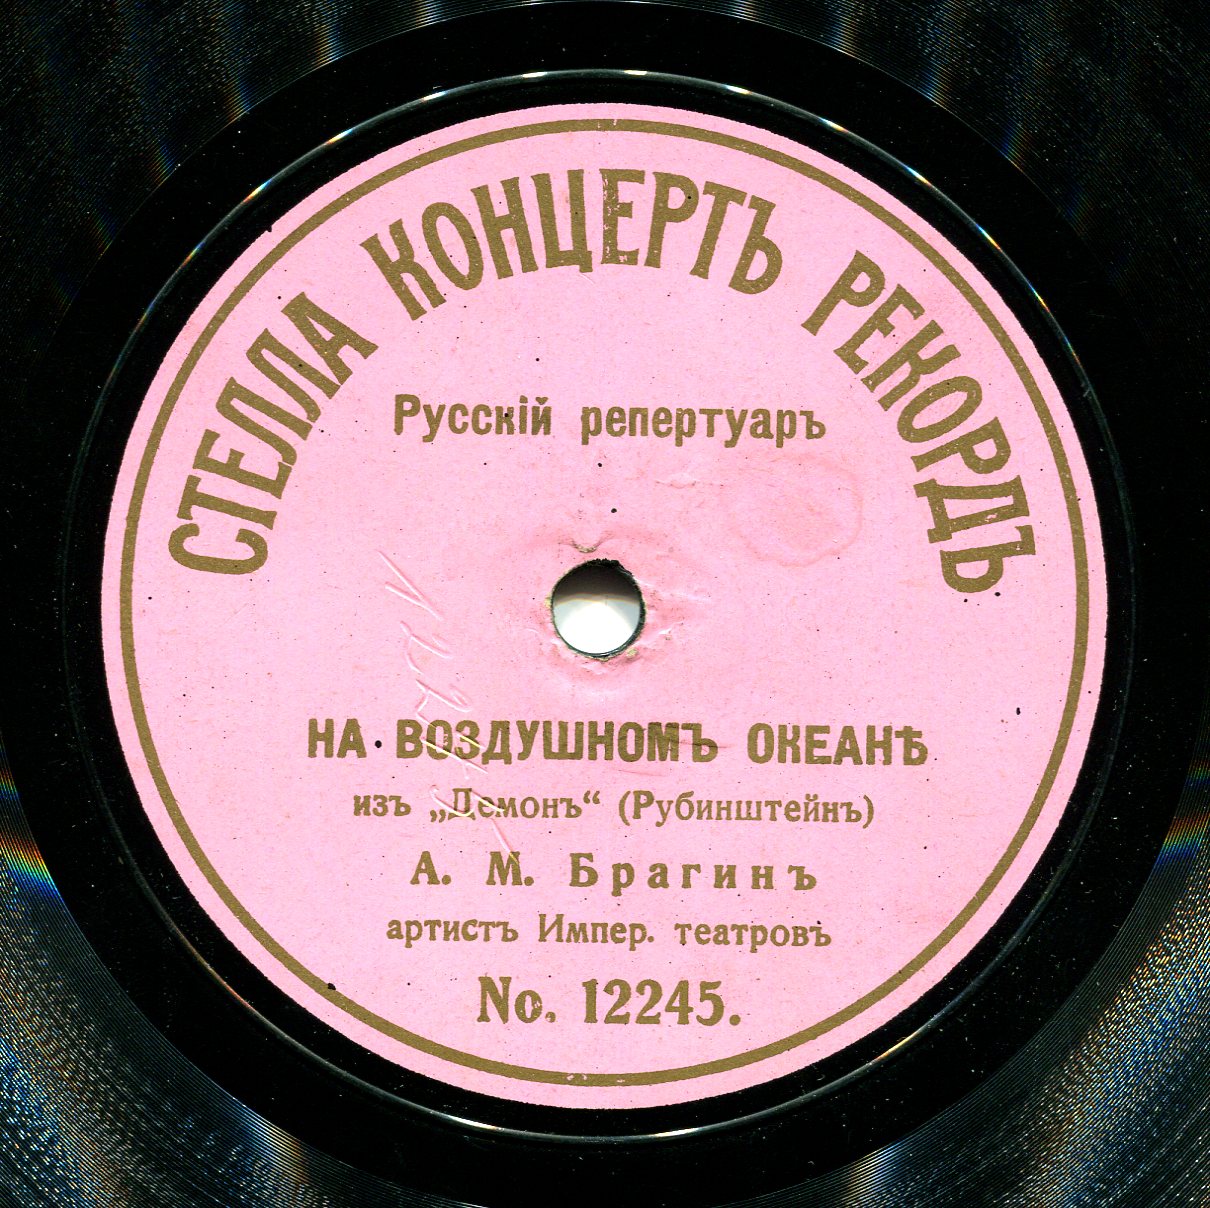 СТЕЛЛА КОНЦЕРТЪ РЕКОРДЪ
Русскій репертуаръ
НА ВОЗДУШНОМЪ ОКЕАНѢ
изъ „Демонъ“ (Рубинштейнъ)
А. М. Брагинъ
артистъ Импер. театровъ
No. 12245.